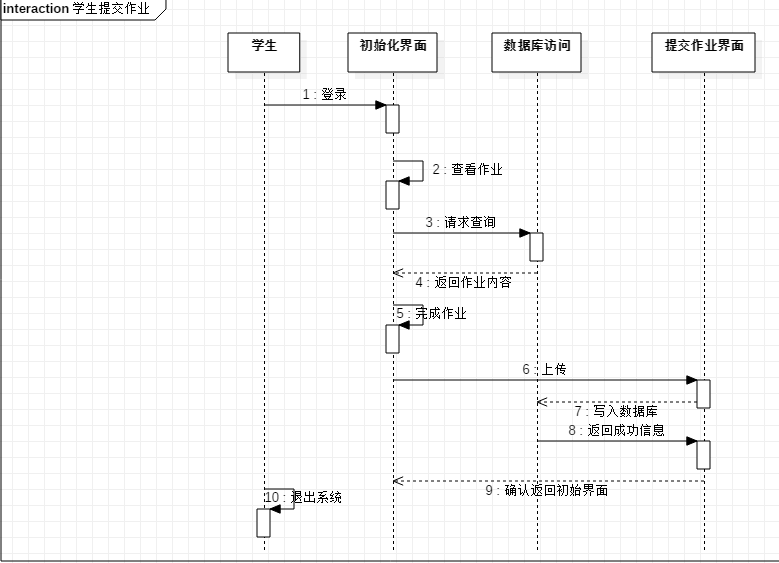 interaction 学生提交作业
学生
初始化界面
数据库访问
提交作业界面
1 : 登录
2 : 查看作业
3 : 请求查询
4 : 返回作业内容
5 : 完成作业
6 : 上传
7 : 写入数据库
8 : 返回成功信息
9 : 确认返回初始界面
10 : 退出系统